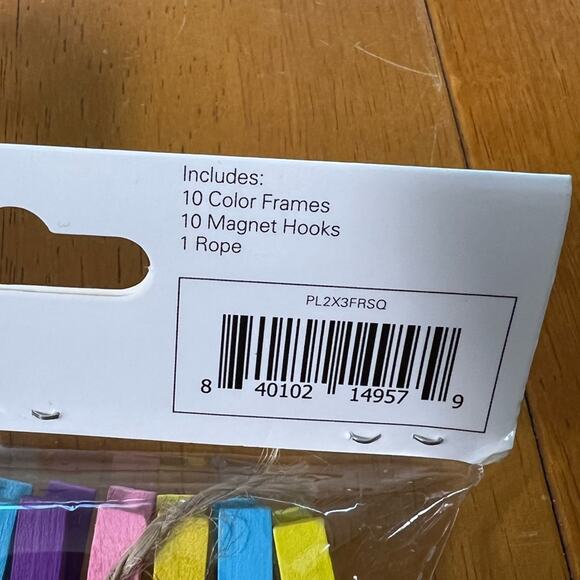 Includes:
10 Color Frames
10 Magnet Hooks
1 Rope
PL2X3FRSQ
8 40102 14957 9